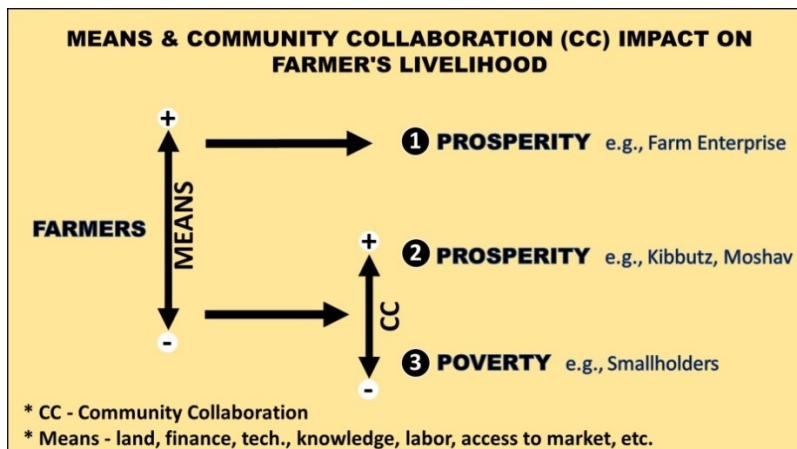 MEANS & COMMUNITY COLLABORATION (CC) IMPACT ON
FARMER'S LIVELIHOOD
+
1 PROSPERITY e.g., Farm Enterprise
FARMERS
MEANS
+
2 PROSPERITY e.g., Kibbutz, Moshav
CC
-
3 POVERTY e.g., Smallholders
-
* CC - Community Collaboration
* Means - land, finance, tech., knowledge, labor, access to market, etc.